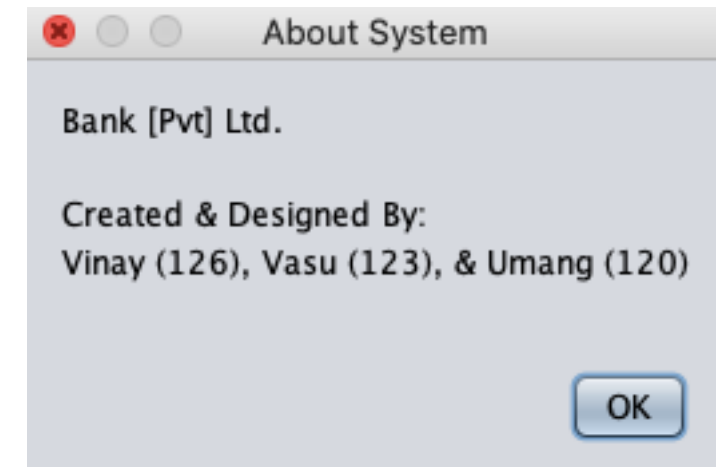 About System
Bank [Pvt] Ltd.
Created & Designed By:
Vinay (126), Vasu (123), & Umang (120)
OK